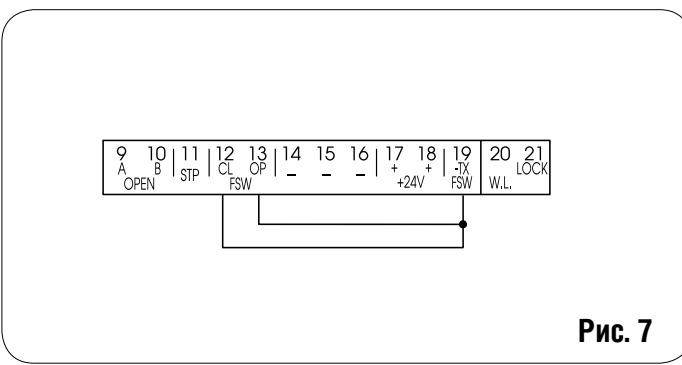 9 10 11 12 13 14 15 16 17 18 19 20 21
A B STP CL OP - - - + + -TX LOCK
OPEN FSW +24V FSW W.L.
Рис. 7